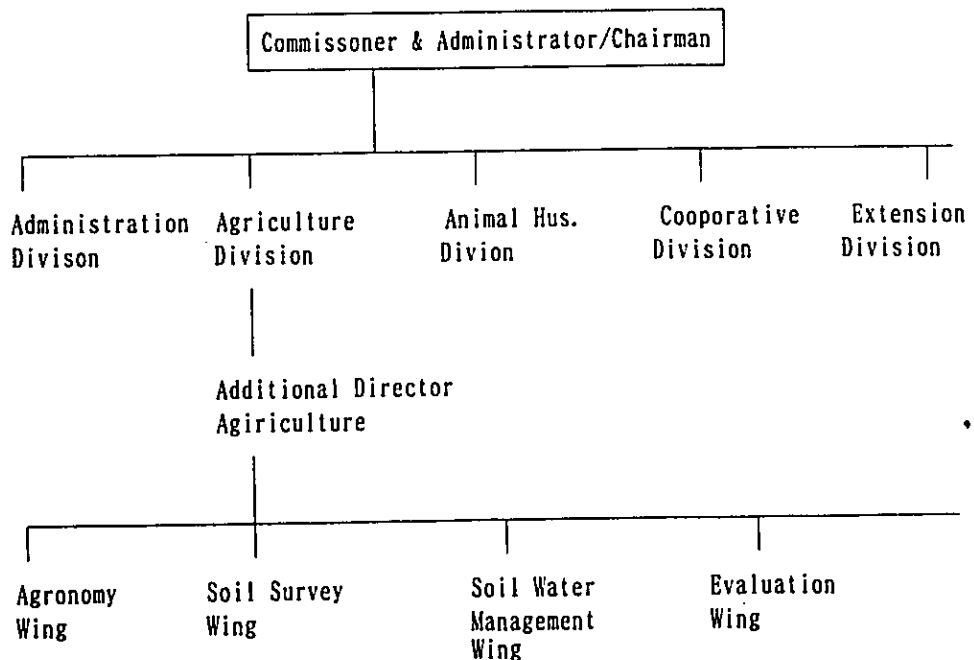 Commissoner & Administrator/Chairman
Administration
Divison
Agriculture
Division
Animal Hus.
Divion
Cooporative
Division
Extension
Division
Additional Director
Agiriculture
Agronomy
Wing
Soil Survey
Wing
Soil Water
Management
Wing
Evaluation
Wing